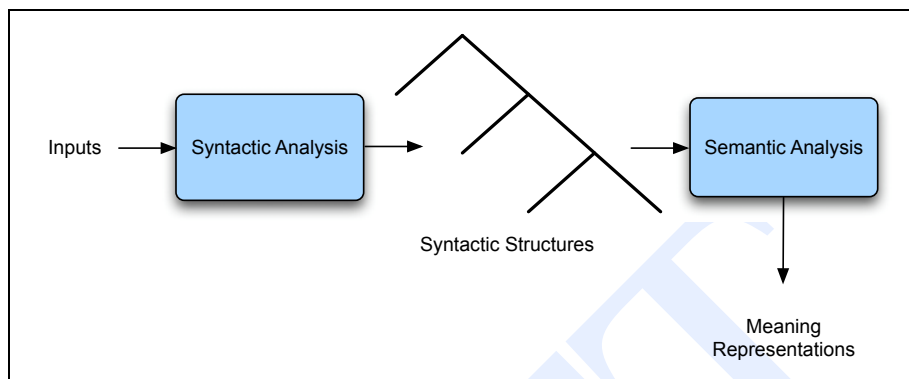 Inputs
Syntactic Analysis
Semantic Analysis
Syntactic Structures
Meaning
Representations